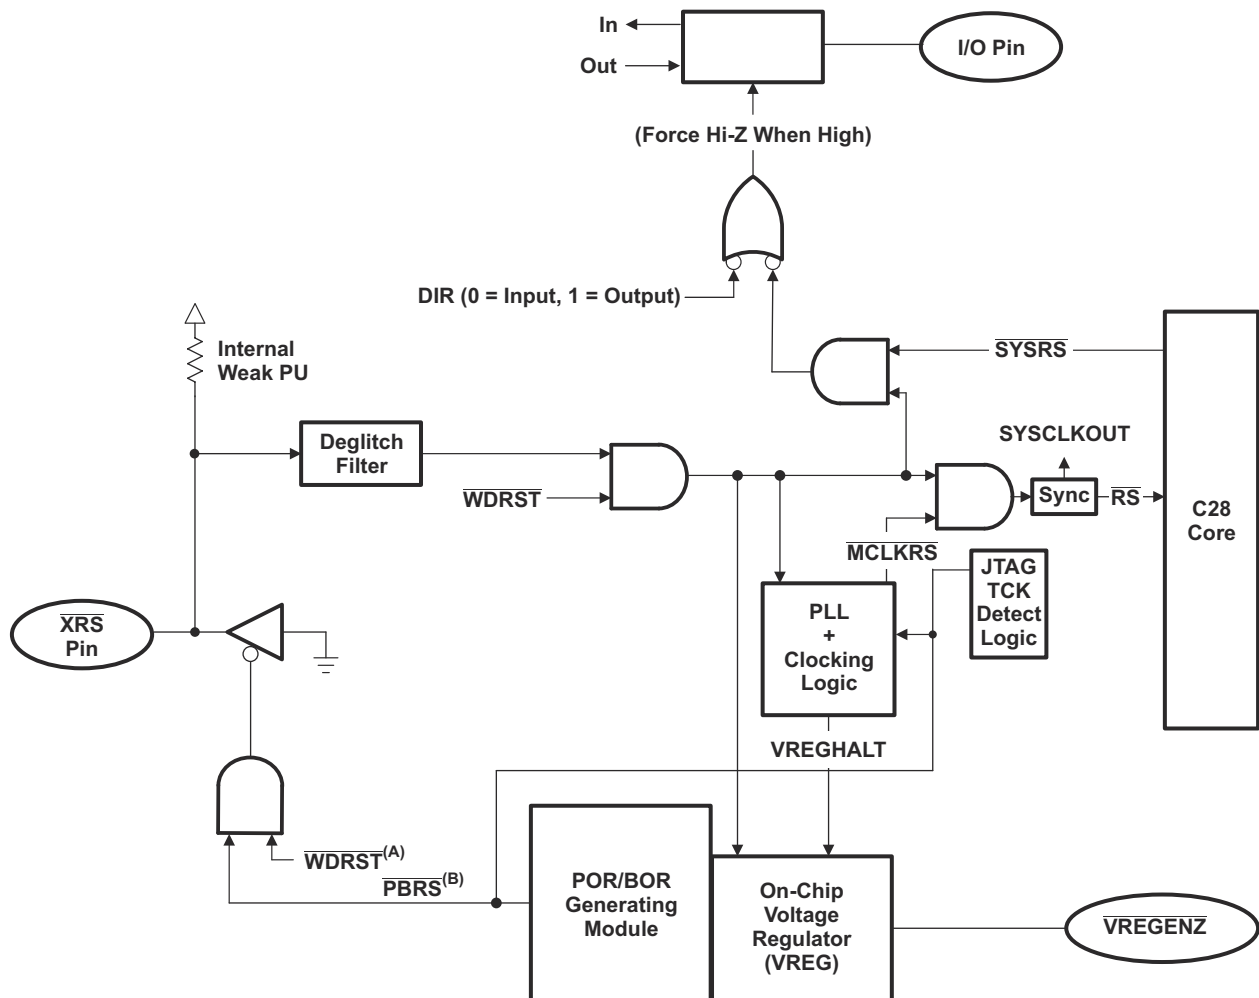 In
Out
I/O Pin
(Force Hi-Z When High)
DIR (0 = Input, 1 = Output)
Internal
Weak PU
SYSRS
Deglitch
Filter
WDRST
SYSCLKOUT
Sync
RS
C28
Core
MCLKRS
JTAG
TCK
Detect
Logic
PLL
+
Clocking
Logic
XRS
Pin
VREGHALT
WDRST(A)
PBRS(B)
POR/BOR
Generating
Module
On-Chip
Voltage
Regulator
(VREG)
VREGENZ